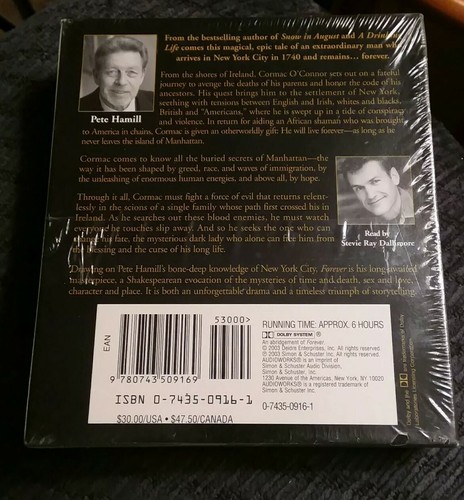 From the bestselling author of Snow in August and A Drinking
Life comes this magical, epic tale of an extraordinary man who
arrives in New York City in 1740 and remains... forever.
From the shores of Ireland, Cormac O'Connor sets out on a fateful
journey to avenge the death of his parents and honor the code of his
ancestors. His quest brings him to the settlement of New York,
seething with tensions between English and Irish, whites and blacks,
British and "Americans," where he is swept up in a tide of conspiracy
and violence. In return for aiding an African shaman who was brought
to America in chains, Cormac is given an otherworldly gift: He will live forever—as long as he
never leaves the island of Manhattan.
Pete Hamill
Cormac comes to know all the buried secrets of Manhattan—the
way it has been shaped by greed, race, and waves of immigration, by
the unleashing of enormous human energies, and above all, by hope.
Through it all, Cormac must fight a force of evil that returns relent-
lessly in the scions of a single family whose path first crossed his in
Ireland. As he searches out these blood enemies, he must watch
everyone he touches slip away. And so he seeks the one who can
his fate, the mysterious dark lady who alone can free him from
the blessing and the curse of his long life.
Read by
Stevie Ray Dallimore
Drawing on Pete Hamill's bone-deep knowledge of New York City, Forever is his long awaited
masterpiece, a Shakespearean evocation of the mysteries of time and death, sex and love,
character and place. It is both an unforgettable drama and a timeless triumph of storytelling.
EAN
53000>
9780743509169
ISBN 0-7435-0916-1
$30.00/USA • $47.50/CANADA
RUNNING TIME: APPROX. 6 HOURS
DOLBY SYSTEM ®
An abridgement of Forever.
© 2003 Deidre Enterprises, Inc. All rights reserved.
℗ 2003 Simon & Schuster Inc. All rights reserved.
AUDIOWORKS® is an imprint of
Simon & Schuster Audio Division,
Simon & Schuster, Inc.
1230 Avenue of the Americas, New York, NY 10020
AUDIOWORKS® is a registered trademark of
Simon & Schuster, Inc.
0-7435-0916-1